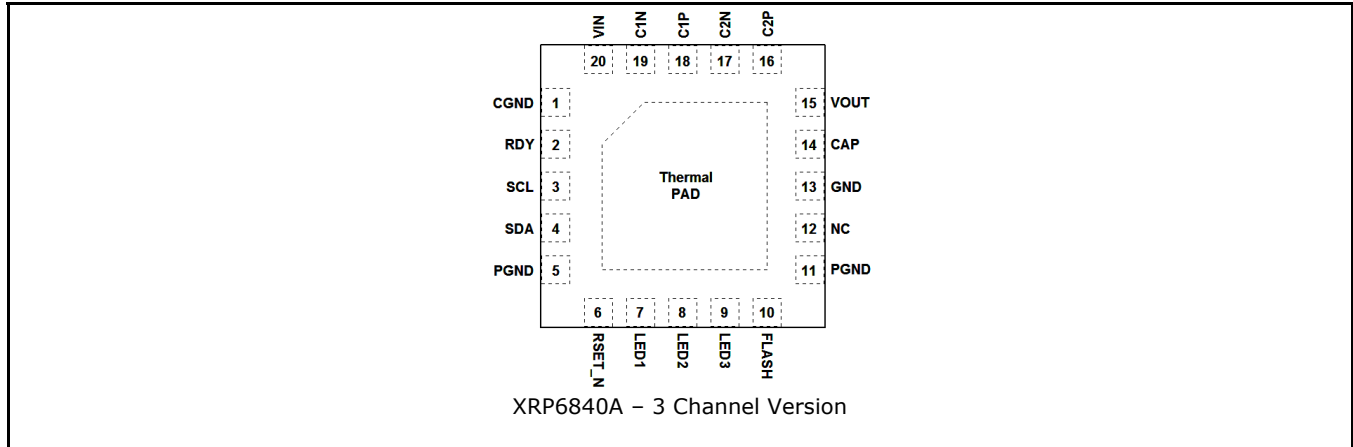 VIN C1N C1P C2N C2P
20 19 18 17 16
CGND 1 15 VOUT
RDY 2 14 CAP
SCL 3 Thermal PAD 13 GND
SDA 4 12 NC
PGND 5 11 PGND
6 7 8 9 10
RSET_N LED1 LED2 LED3 FLASH
XRP6840A – 3 Channel Version